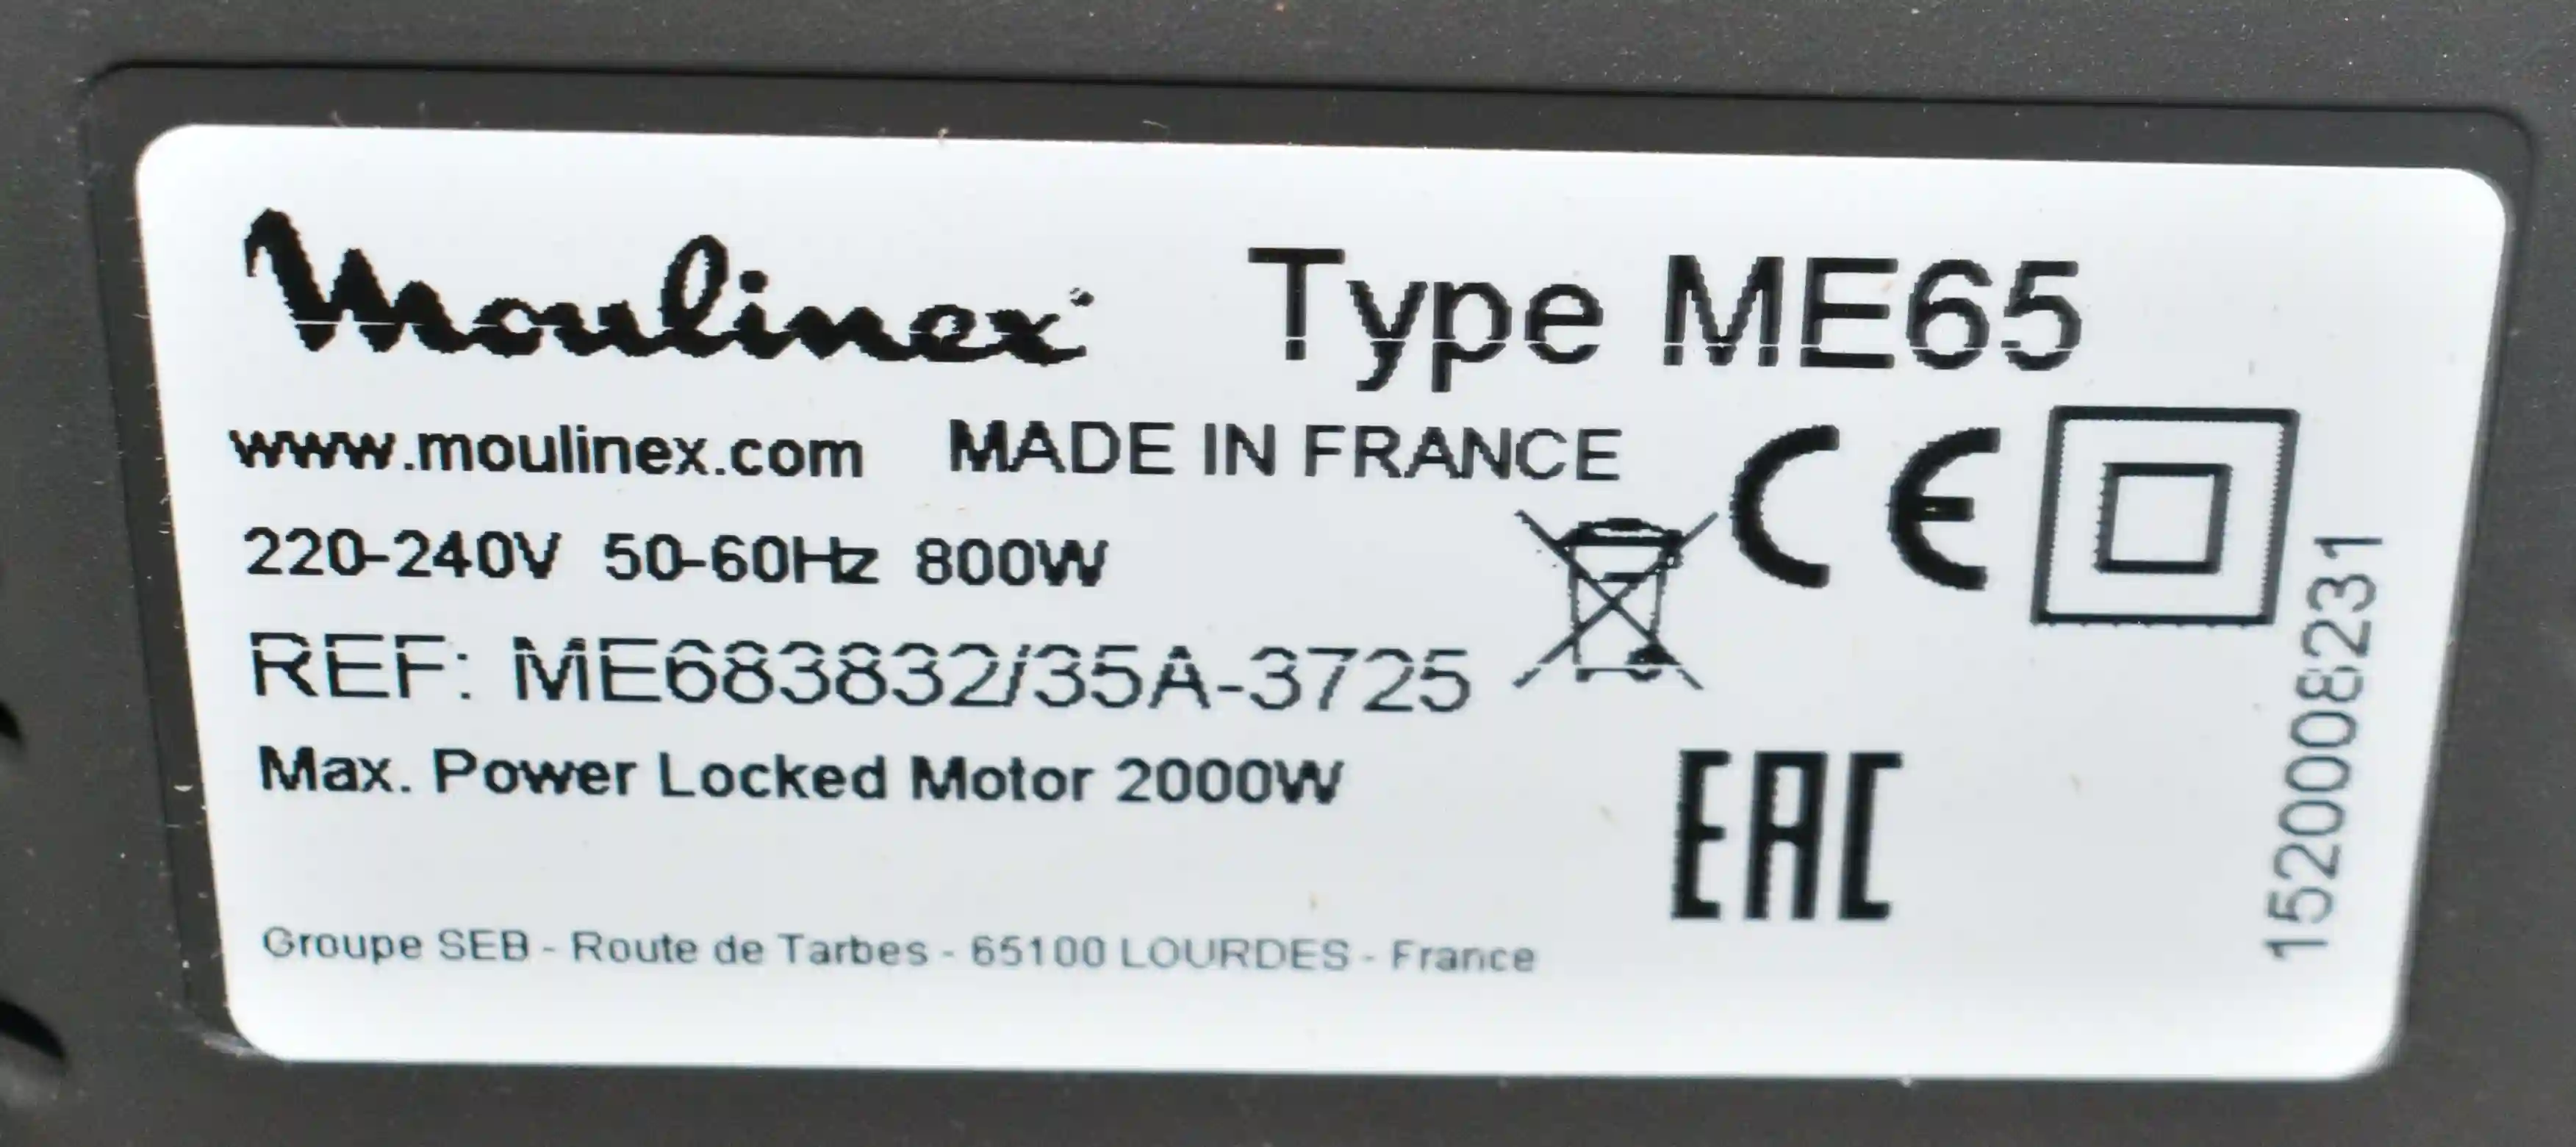 Moulinex Type ME65
www.moulinex.com MADE IN FRANCE
CE
220-240V 50-60Hz 800W
REF: ME683832/35A-3725
Max. Power Locked Motor 2000W
EAC
Groupe SEB - Route de Tarbes - 65100 LOURDES - France
1520008231